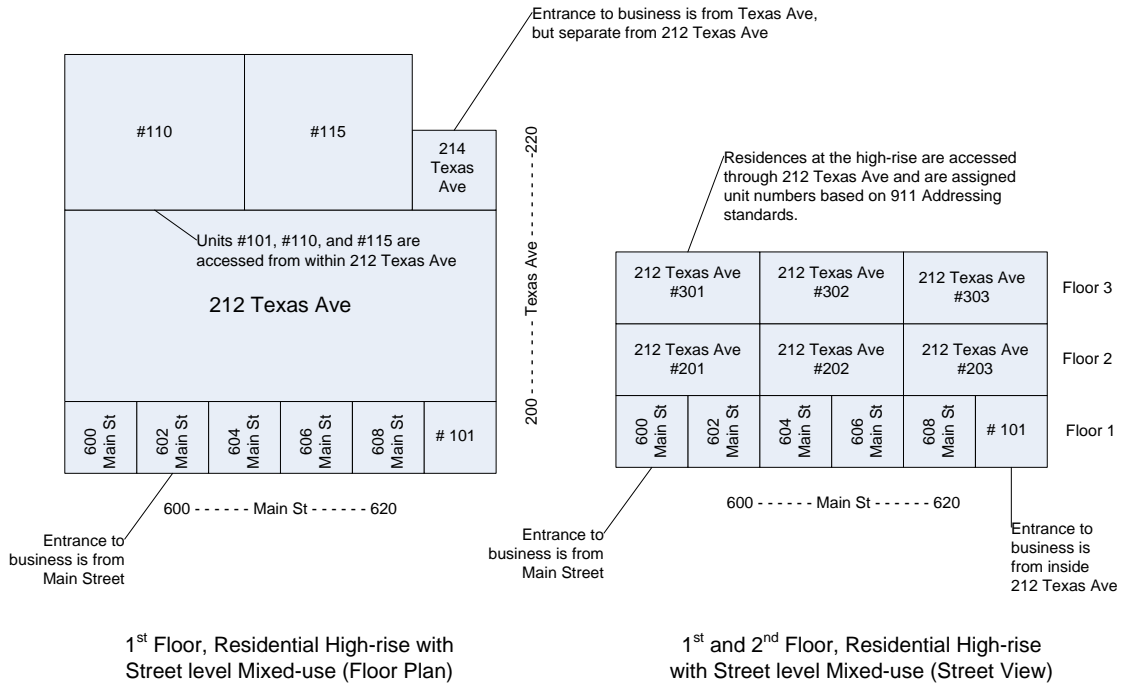 Entrance to business is from Texas Ave,
but separate from 212 Texas Ave
#110
#115
214
Texas
Ave
200 - - - - - - Texas Ave - - - - - -220
Units #101, #110, and #115 are
accessed from within 212 Texas Ave
212 Texas Ave
600
Main St
602
Main St
604
Main St
606
Main St
608
Main St
# 101
600 - - - - - - Main St - - - - - - 620
Entrance to
business is from
Main Street
1st Floor, Residential High-rise with
Street level Mixed-use (Floor Plan)
Residences at the high-rise are accessed
through 212 Texas Ave and are assigned
unit numbers based on 911 Addressing
standards.
212 Texas Ave
#301
212 Texas Ave
#302
212 Texas Ave
#303
Floor 3
212 Texas Ave
#201
212 Texas Ave
#202
212 Texas Ave
#203
Floor 2
600
Main St
602
Main St
604
Main St
606
Main St
608
Main St
# 101
Floor 1
600 - - - - - - Main St - - - - - - 620
Entrance to
business is from
Main Street
Entrance to
business is
from inside
212 Texas Ave
1st and 2nd Floor, Residential High-rise
with Street level Mixed-use (Street View)